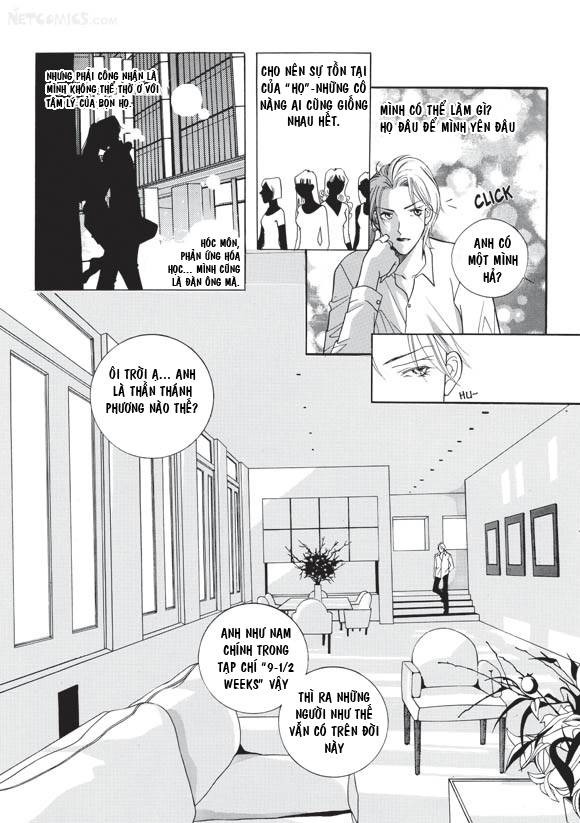 NETCOMICS.COM
NHƯNG PHẢI CÔNG NHẬN LÀ
MÌNH KHÔNG THỂ THỜ Ơ VỚI
TÂM LÝ CỦA BỌN HỌ.
HÓC MÔN,
PHẢN ỨNG HÓA
HỌC... MÌNH CŨNG
LÀ ĐÀN ÔNG MÀ.
CHO NÊN SỰ TỒN TẠI
CỦA "HỌ"-NHỮNG CÔ
NÀNG AI CŨNG GIỐNG
NHAU HẾT.
MÌNH CÓ THỂ LÀM GÌ?
HỌ ĐÂU ĐỂ MÌNH YÊN ĐÂU
CLICK
ANH CÓ
MỘT MÌNH
HẢ?
HU~
ÔI TRỜI Ạ... ANH
LÀ THẦN THÁNH
PHƯƠNG NÀO THẾ?
ANH NHƯ NAM
CHÍNH TRONG
TẠP CHÍ "9-1/2
WEEKS" VẬY
THÌ RA NHỮNG
NGƯỜI NHƯ THẾ
VẪN CÓ TRÊN ĐỜI
NÀY